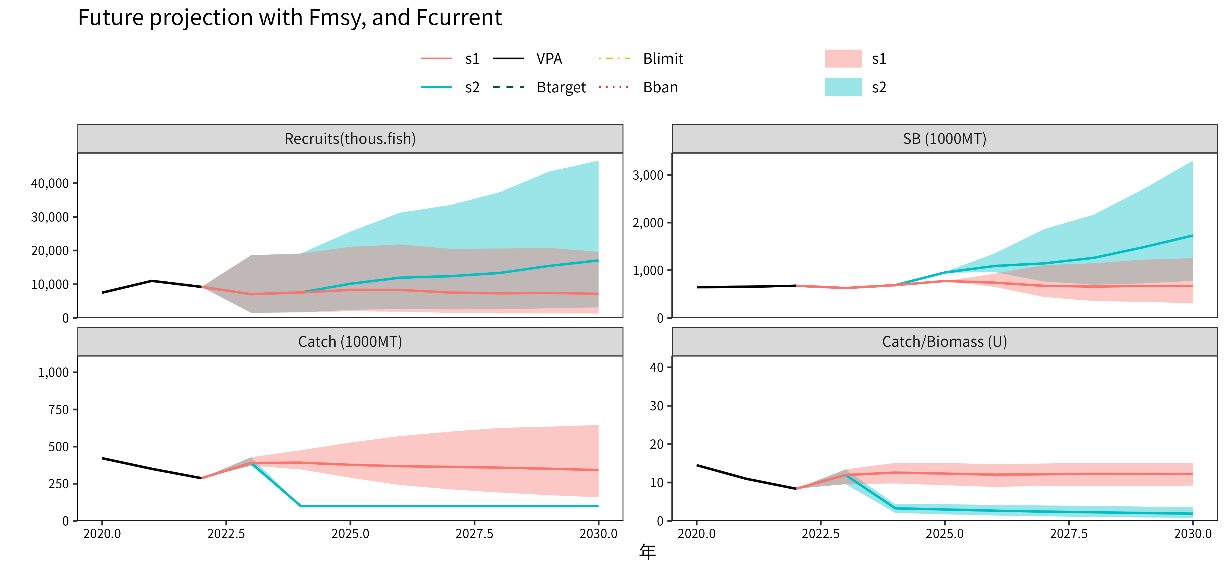 Future projection with Fmsy, and Fcurrent
s1 VPA Blimit s1
s2 Btarget Bban s2
Recruits(thous.fish) SB (1000MT)
40,000
30,000
20,000
10,000
0
3,000
2,000
1,000
0
Catch (1000MT) Catch/Biomass (U)
1,000
750
500
250
0
40
30
20
10
0
2020.0 2022.5 2025.0 2027.5 2030.0 2020.0 2022.5 2025.0 2027.5 2030.0
年